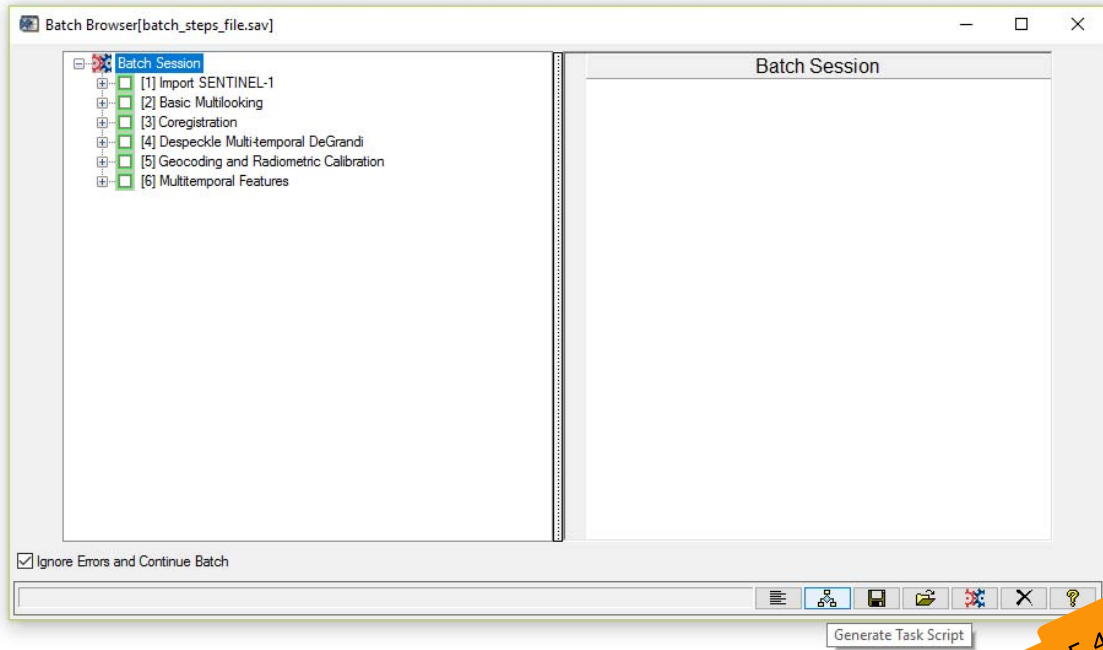 Batch Browser[batch_steps_file.sav]
Batch Session
[1] Import SENTINEL-1
[2] Basic Multilooking
[3] Coregistration
[4] Despeckle Multi-temporal DeGrandi
[5] Geocoding and Radiometric Calibration
[6] Multitemporal Features
Batch Session
Ignore Errors and Continue Batch
Generate Task Script